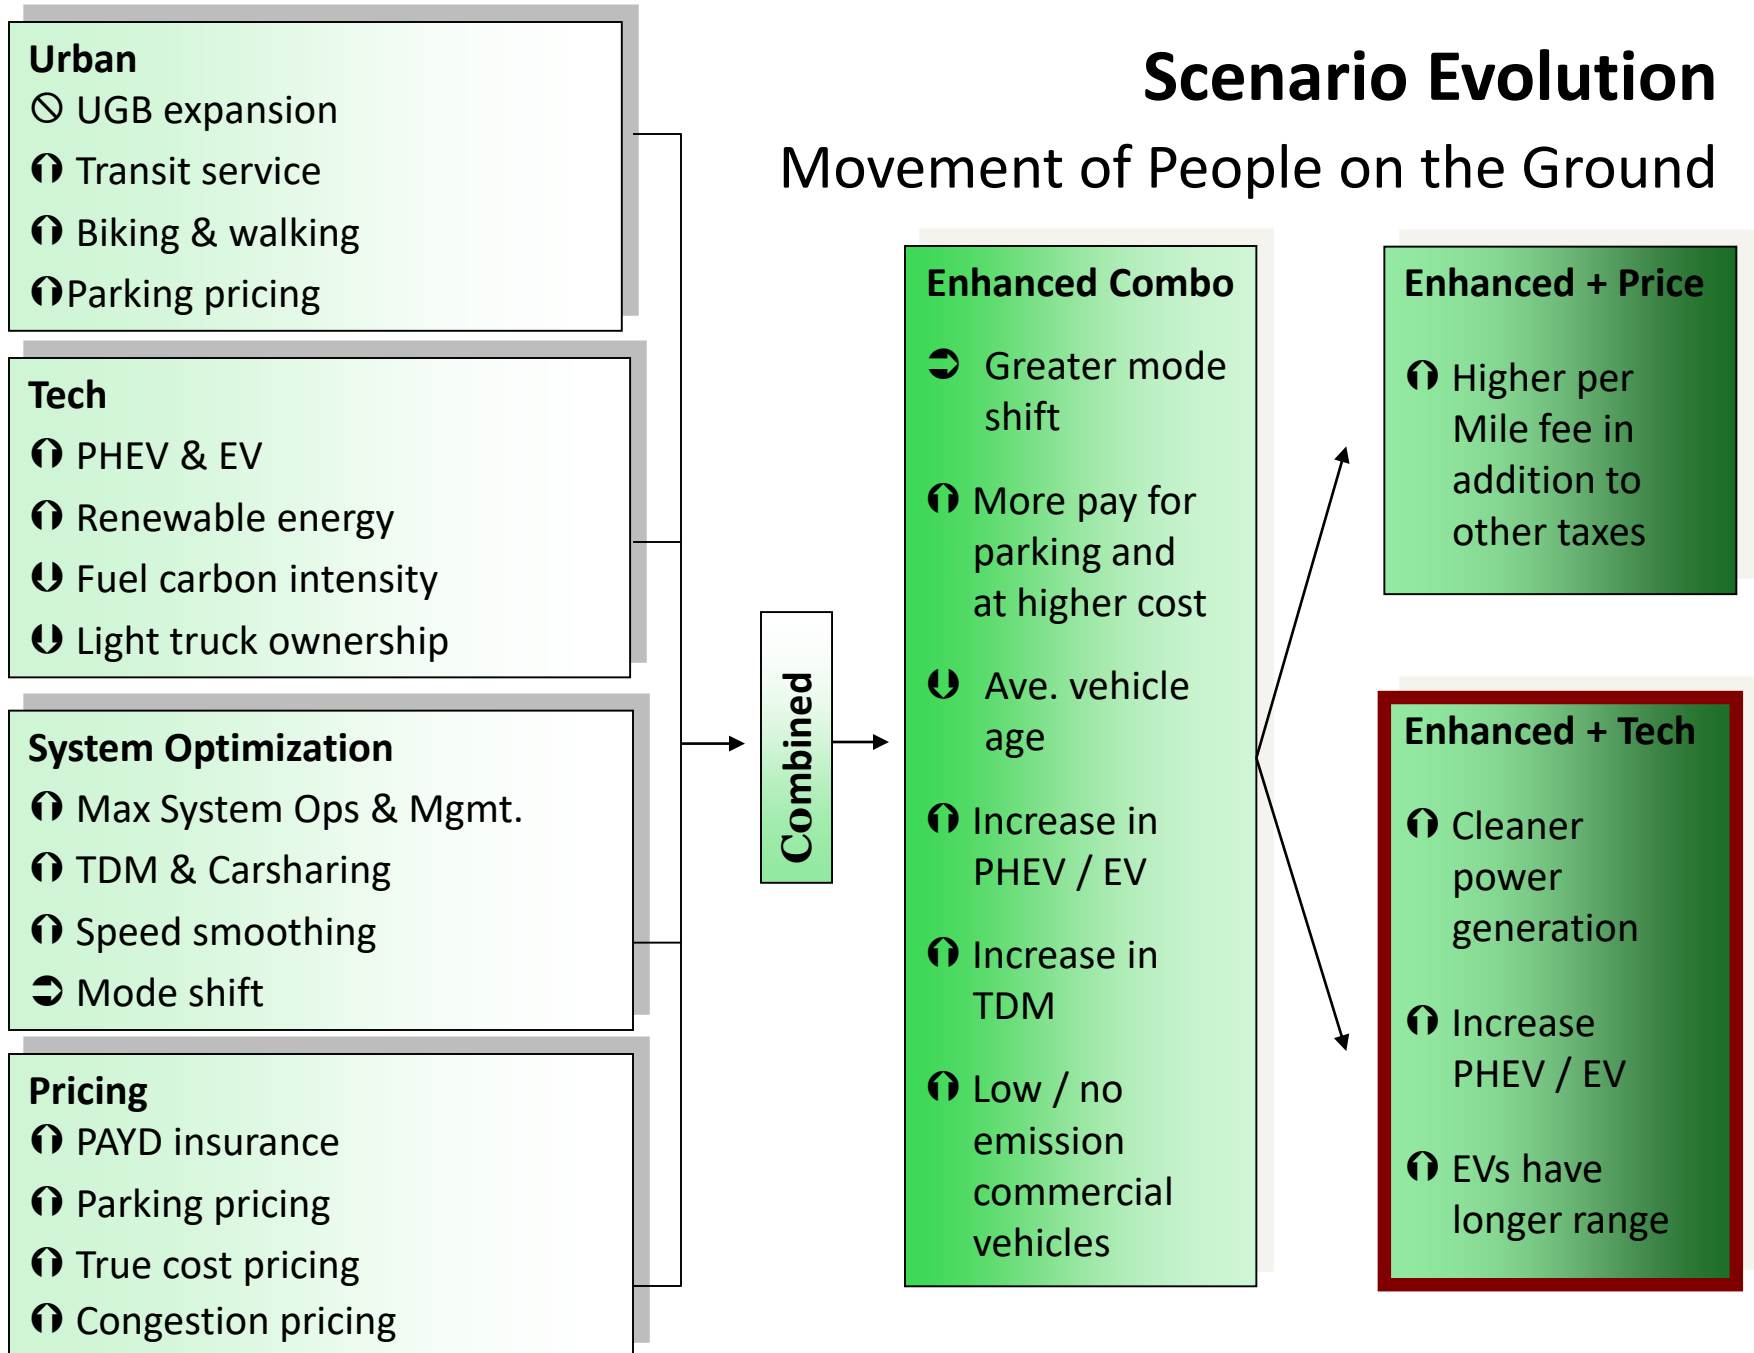 Scenario Evolution
Movement of People on the Ground
Urban
UGB expansion
Transit service
Biking & walking
Parking pricing
Tech
PHEV & EV
Renewable energy
Fuel carbon intensity
Light truck ownership
System Optimization
Max System Ops & Mgmt.
TDM & Carsharing
Speed smoothing
Mode shift
Pricing
PAYD insurance
Parking pricing
True cost pricing
Congestion pricing
Combined
Enhanced Combo
Greater mode
shift
More pay for
parking and
at higher cost
Ave. vehicle
age
Increase in
PHEV / EV
Increase in
TDM
Low / no
emission
commercial
vehicles
Enhanced + Price
Higher per
Mile fee in
addition to
other taxes
Enhanced + Tech
Cleaner
power
generation
Increase
PHEV / EV
EVs have
longer range